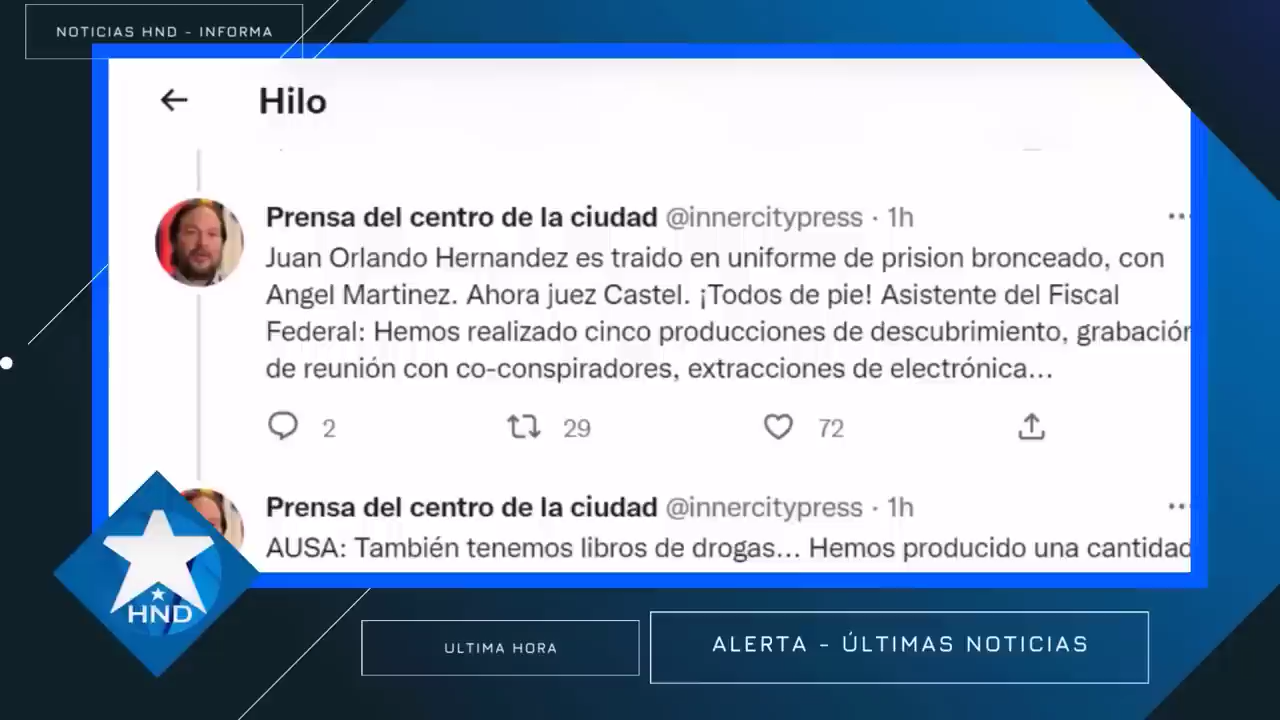 NOTICIAS HND - INFORMA
Hilo
Prensa del centro de la ciudad @innercitypress · 1h
Juan Orlando Hernandez es traido en uniforme de prision bronceado, con
Angel Martinez. Ahora juez Castel. ¡Todos de pie! Asistente del Fiscal
Federal: Hemos realizado cinco producciones de descubrimiento, grabación
de reunión con co-conspiradores, extracciones de electrónica...
2 29 72
Prensa del centro de la ciudad @innercitypress · 1h
AUSA: También tenemos libros de drogas... Hemos producido una cantidad
HND
ULTIMA HORA
ALERTA - ÚLTIMAS NOTICIAS